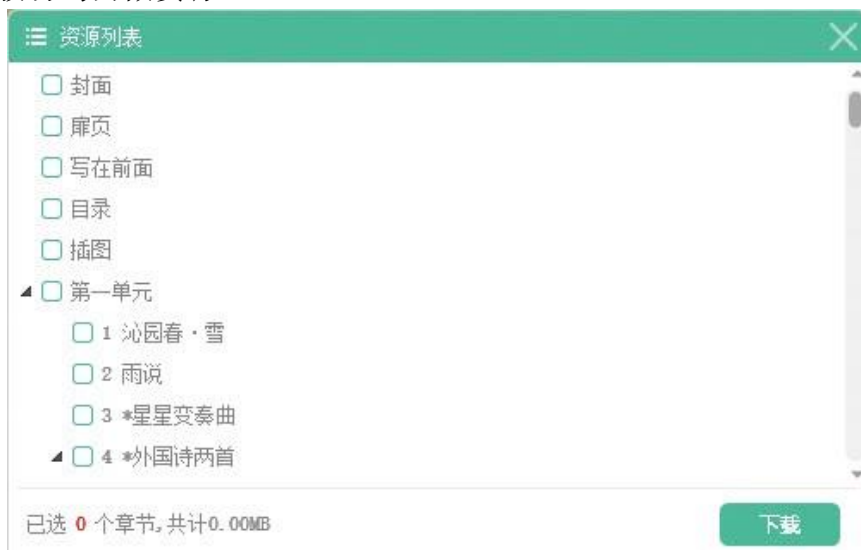 资源列表
封面
扉页
写在前面
目录
插图
第一单元
1 沁园春·雪
2 雨说
3 *星星变奏曲
4 *外国诗两首
已选 0 个章节,共计0.00MB
下载